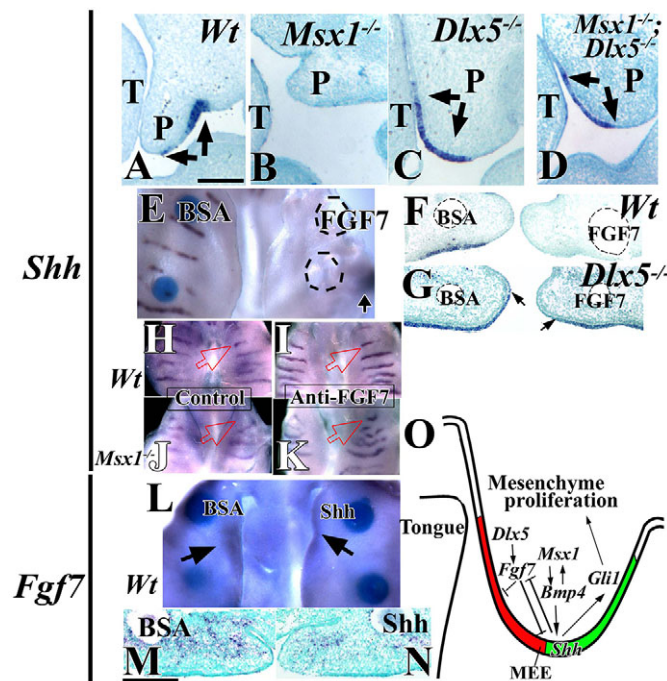 Wt
Msx1-/-
Dlx5-/-
Msx1-/-;
Dlx5-/-
T
P
A
P
T
B
P
T
C
P
T
D
Shh
E
BSA
FGF7
F
BSA
FGF7
Wt
G
BSA
FGF7
Dlx5-/-
H
I
Wt
Control
Anti-FGF7
Msx1-/-
J
K
Fgf7
L
BSA
Shh
Wt
BSA
M
Shh
N
O
Tongue
Mesenchyme
proliferation
Dlx5
Fgf7
Msx1
Bmp4
Gli1
Shh
MEE